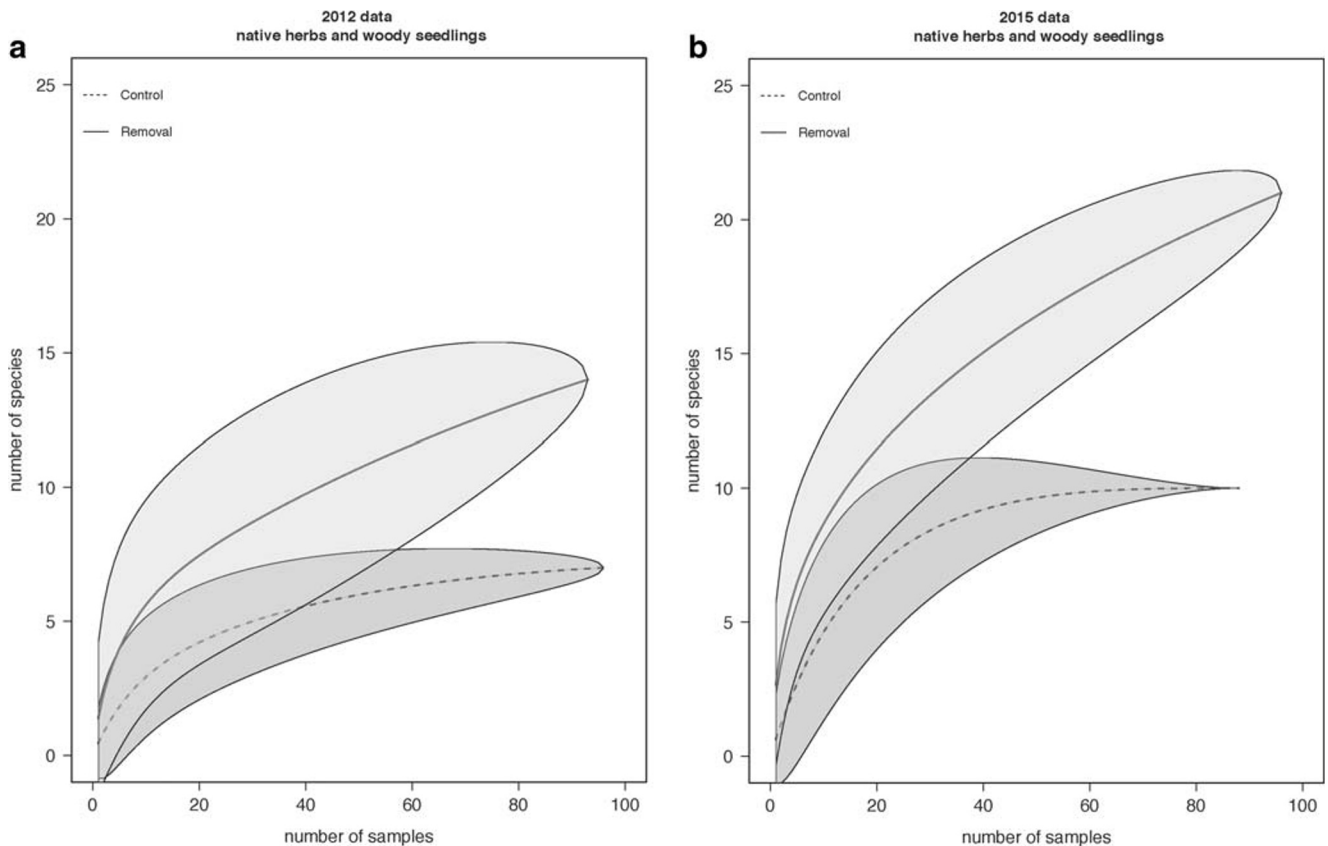 a
2012 data
native herbs and woody seedlings
25
20
15
10
5
0
number of species
Control
Removal
0 20 40 60 80 100
number of samples
b
2015 data
native herbs and woody seedlings
25
20
15
10
5
0
number of species
Control
Removal
0 20 40 60 80 100
number of samples